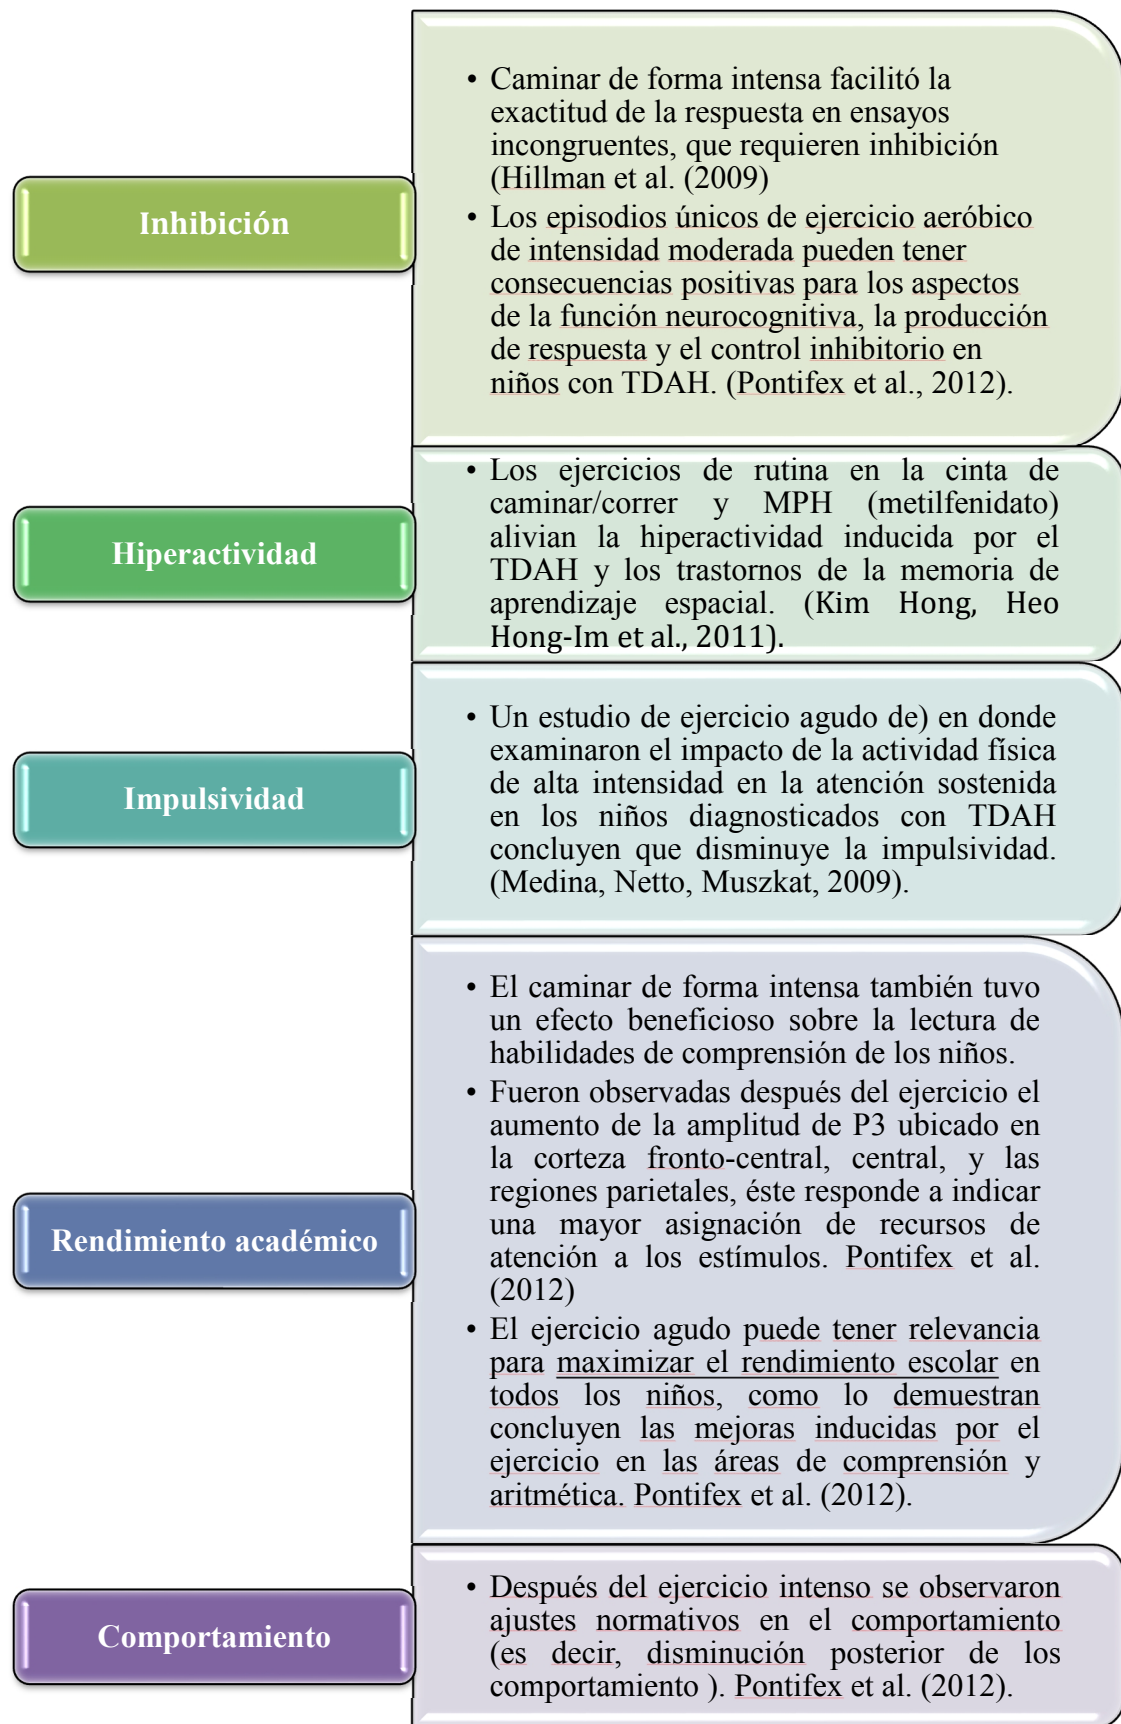 Inhibición
• Caminar de forma intensa facilitó la
exactitud de la respuesta en ensayos
incongruentes, que requieren inhibición
(Hillman et al. (2009)
• Los episodios únicos de ejercicio aeróbico
de intensidad moderada pueden tener
consecuencias positivas para los aspectos
de la función neurocognitiva, la producción
de respuesta y el control inhibitorio en
niños con TDAH. (Pontifex et al., 2012).
Hiperactividad
• Los ejercicios de rutina en la cinta de
caminar/correr y MPH (metilfenidato)
alivian la hiperactividad inducida por el
TDAH y los trastornos de la memoria de
aprendizaje espacial. (Kim Hong, Heo
Hong-Im et al., 2011).
Impulsividad
• Un estudio de ejercicio agudo de) en donde
examinaron el impacto de la actividad física
de alta intensidad en la atención sostenida
en los niños diagnosticados con TDAH
concluyen que disminuye la impulsividad.
(Medina, Netto, Muszkat, 2009).
Rendimiento académico
• El caminar de forma intensa también tuvo
un efecto beneficioso sobre la lectura de
habilidades de comprensión de los niños.
• Fueron observadas después del ejercicio el
aumento de la amplitud de P3 ubicado en
la corteza fronto-central, central, y las
regiones parietales, éste responde a indicar
una mayor asignación de recursos de
atención a los estímulos. Pontifex et al.
(2012)
• El ejercicio agudo puede tener relevancia
para maximizar el rendimiento escolar en
todos los niños, como lo demuestran
concluyen las mejoras inducidas por el
ejercicio en las áreas de comprensión y
aritmética. Pontifex et al. (2012).
Comportamiento
• Después del ejercicio intenso se observaron
ajustes normativos en el comportamiento
(es decir, disminución posterior de los
comportamiento ). Pontifex et al. (2012).